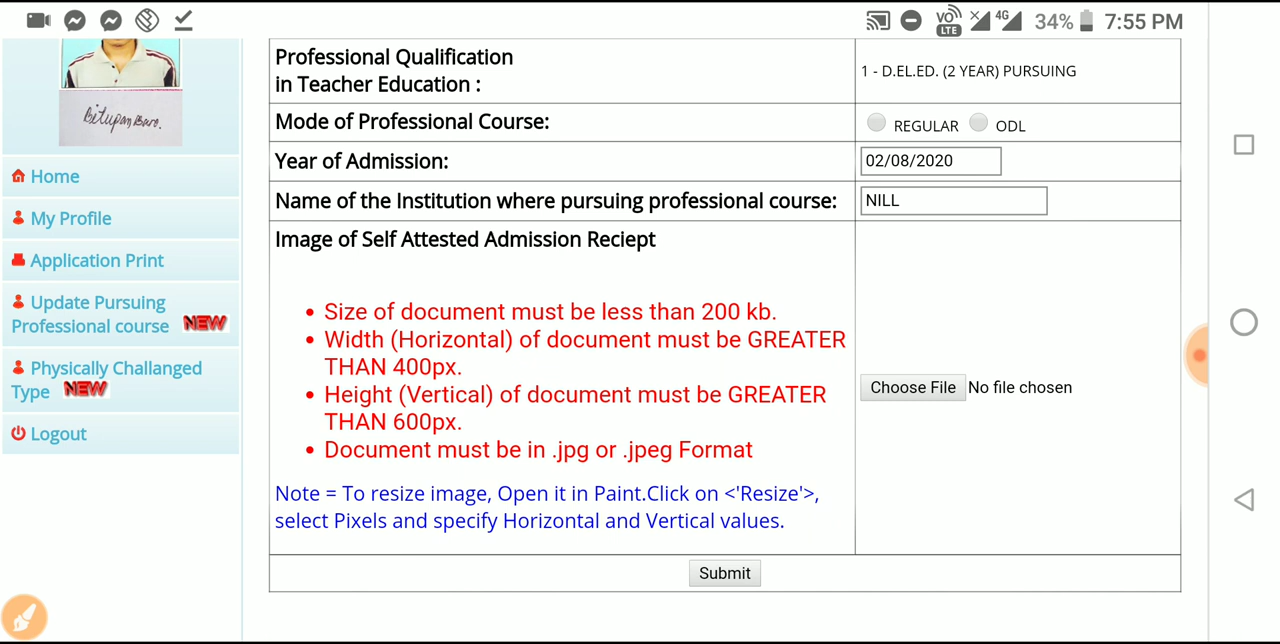 VO LTE 4G 34% 7:55 PM
Bitupan Baro.
Home
My Profile
Application Print
Update Pursuing
Professional course NEW
Physically Challanged
Type NEW
Logout
Professional Qualification
in Teacher Education :
1 - D.EL.ED. (2 YEAR) PURSUING
Mode of Professional Course:
REGULAR ODL
Year of Admission:
02/08/2020
Name of the Institution where pursuing professional course:
NILL
Image of Self Attested Admission Reciept
• Size of document must be less than 200 kb.
• Width (Horizontal) of document must be GREATER
THAN 400px.
• Height (Vertical) of document must be GREATER
THAN 600px.
• Document must be in .jpg or .jpeg Format
Note = To resize image, Open it in Paint.Click on <'Resize'>,
select Pixels and specify Horizontal and Vertical values.
Choose File No file chosen
Submit